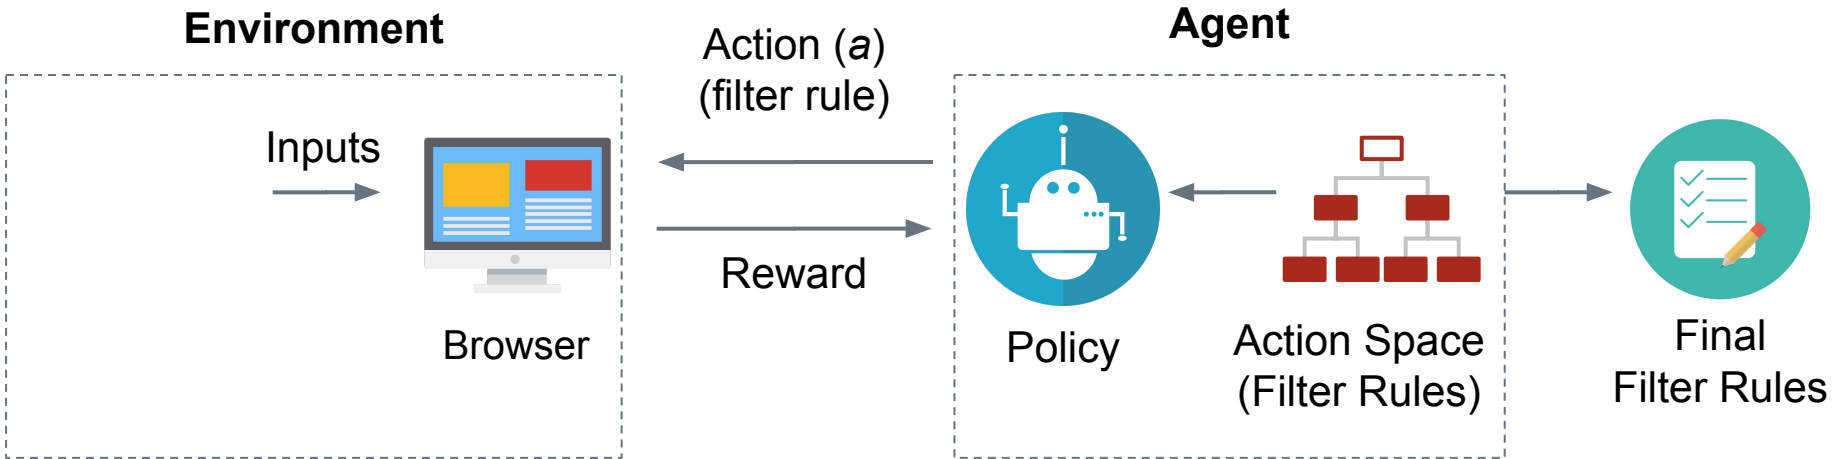 Environment
Inputs
Browser
Action (a)
(filter rule)
Reward
Agent
Policy
Action Space
(Filter Rules)
Final
Filter Rules